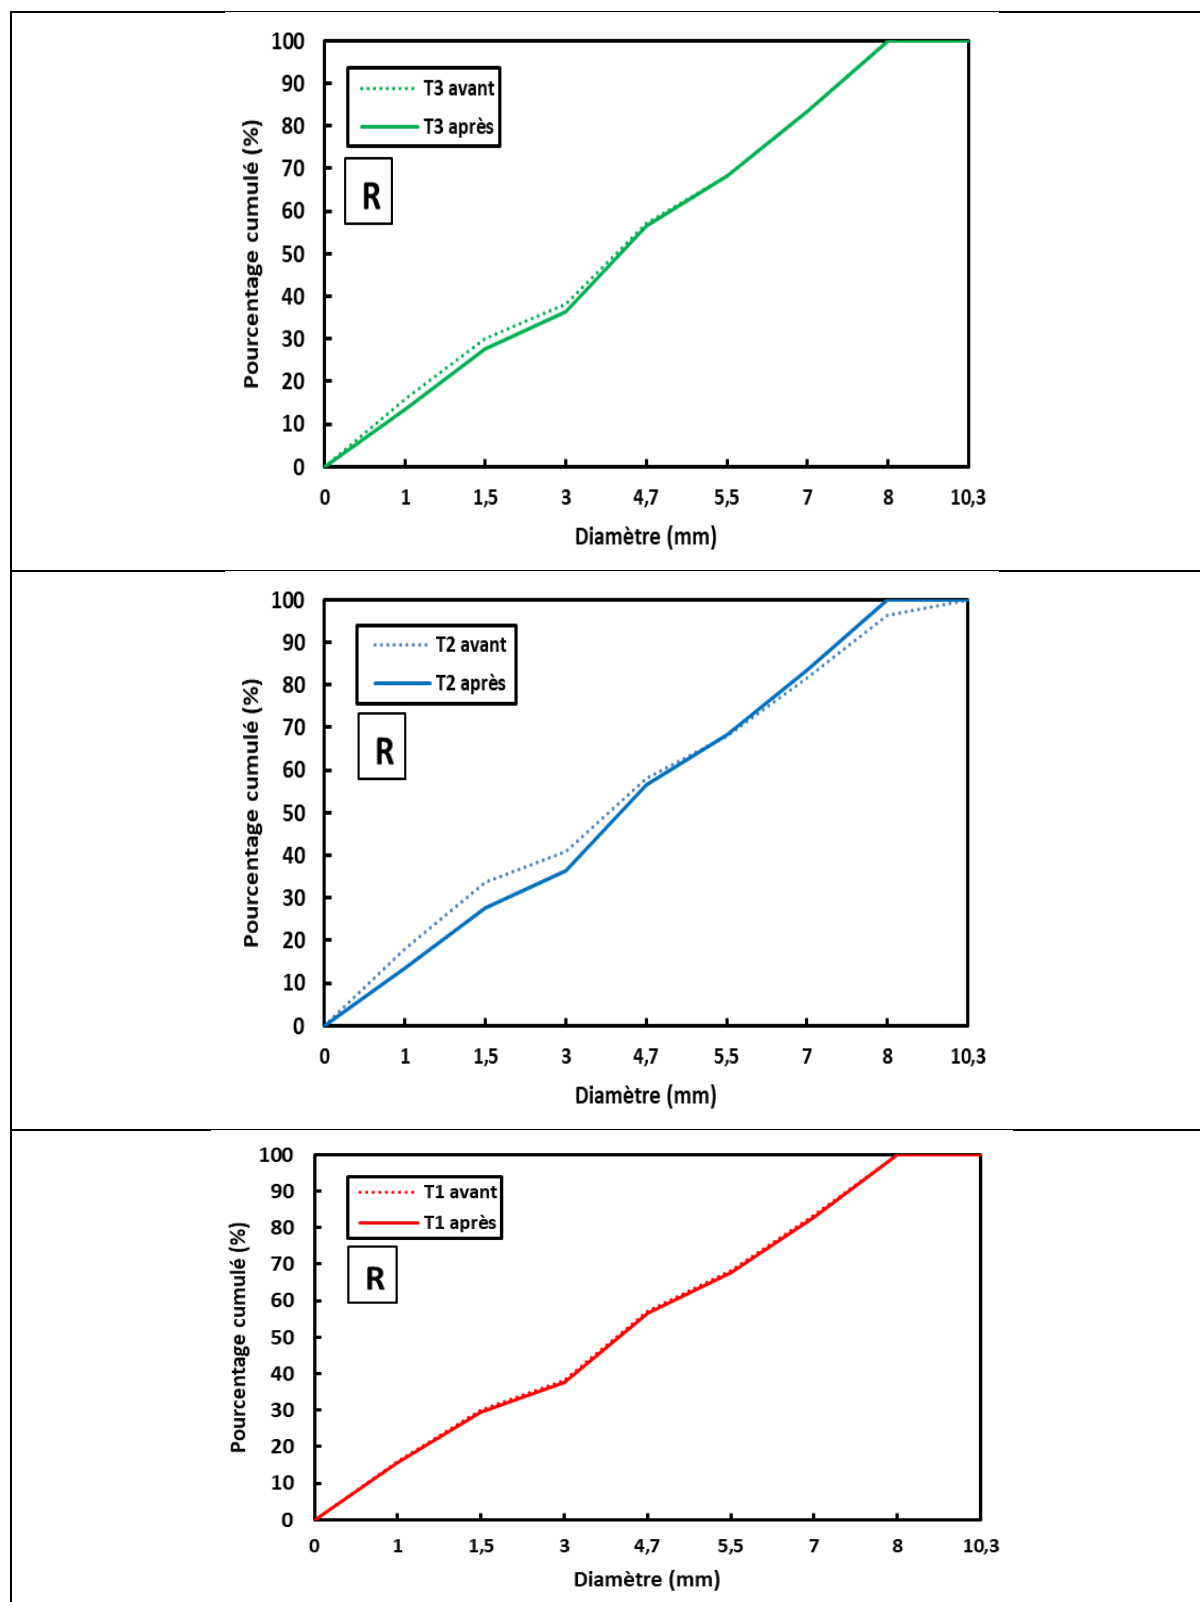 100
90
80
70
60
50
40
30
20
10
0
Pourcentage cumulé (%)
T3 avant
T3 après
R
0 1 1,5 3 4,7 5,5 7 8 10,3
Diamètre (mm)
100
90
80
70
60
50
40
30
20
10
0
Pourcentage cumulé (%)
T2 avant
T2 après
R
0 1 1,5 3 4,7 5,5 7 8 10,3
Diamètre (mm)
100
90
80
70
60
50
40
30
20
10
0
Pourcentage cumulé (%)
T1 avant
T1 après
R
0 1 1,5 3 4,7 5,5 7 8 10,3
Diamètre (mm)